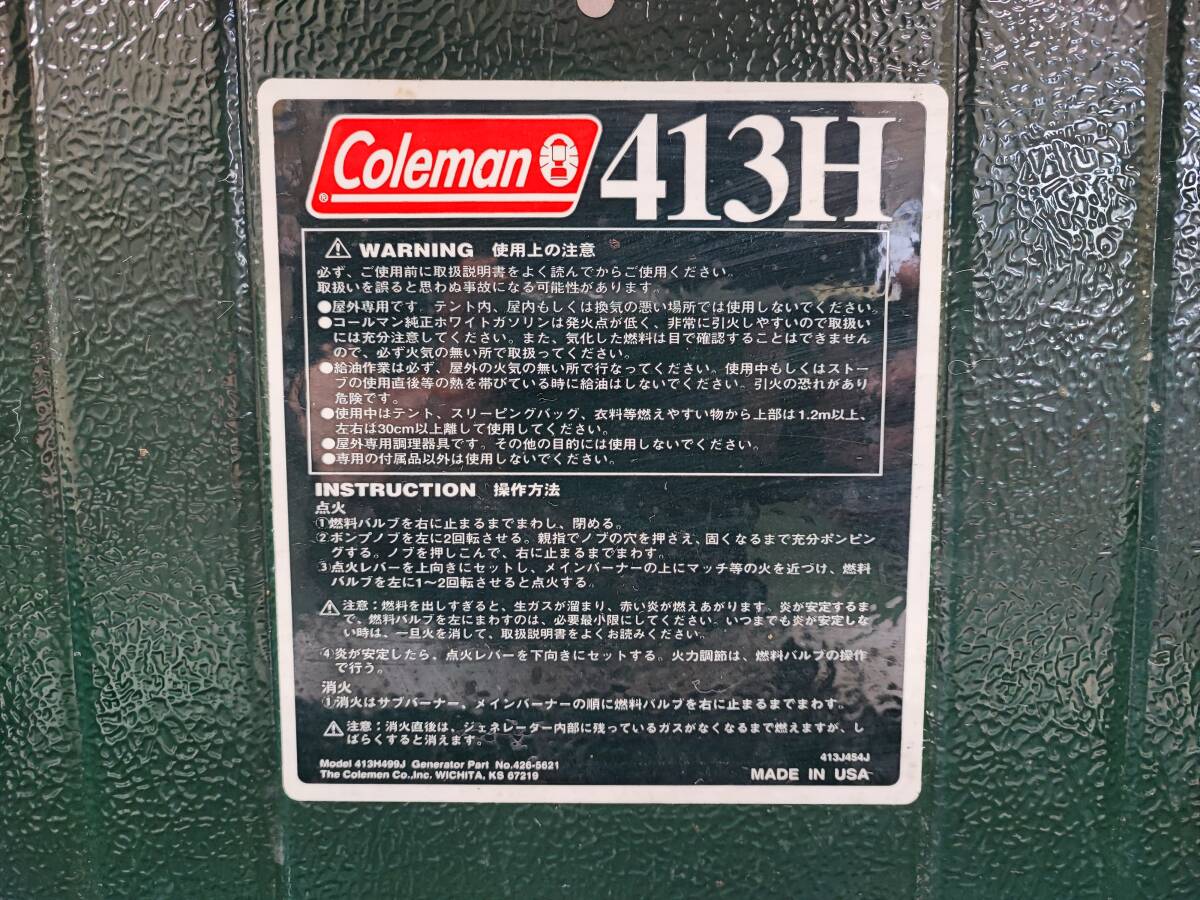 Coleman ® 413H
⚠ WARNING 使用上の注意
必ず、ご使用前に取扱説明書をよく読んでからご使用ください。
取扱いを誤ると思わぬ事故になる可能性があります。
●屋外専用です。テント内、屋内もしくは換気の悪い場所では使用しないでください。
●コールマン純正ホワイトガソリンは発火点が低く、非常に引火しやすいので取扱い
には充分注意してください。また、気化した燃料は目で確認することはできません
ので、必ず火気の無い所で取扱ってください。
●給油作業は必ず、屋外の火気の無い所で行なってください。使用中もしくはストー
ブの使用直後等の熱を帯びている時に給油はしないでください。引火の恐れがあり
危険です。
●使用中はテント、スリーピングバッグ、衣料等燃えやすい物から上部は1.2m以上、
左右は30cm以上離して使用してください。
●屋外専用調理器具です。その他の目的には使用しないでください。
●専用の付属品以外は使用しないでください。
INSTRUCTION 操作方法
点火
①燃料バルブを右に止まるまでまわし、閉める。
②ポンプノブを左に2回転させる。親指でノブの穴を押さえ、固くなるまで充分ポンピン
グする。ノブを押しこんで、右に止まるまでまわす。
③点火レバーを上向きにセットし、メインバーナーの上にマッチ等の火を近づけ、燃料
バルブを左に1〜2回転させると点火する。
⚠ 注意：燃料を出しすぎると、生ガスが溜まり、赤い炎が燃えあがります。炎が安定するま
で、燃料バルブを左にまわすのは、必要最小限にしてください。いつまでも炎が安定しな
い時は、一旦火を消して、取扱説明書をよくお読みください。
④炎が安定したら、点火レバーを下向きにセットする。火力調節は、燃料バルブの操作
で行う。
消火
①消火はサブバーナー、メインバーナーの順に燃料バルブを右に止まるまでまわす。
⚠ 注意：消火直後は、ジェネレーター内部に残っているガスがなくなるまで燃えますが、し
ばらくすると消えます。
Model 413H499J Generator Part No.426-5621
The Colemen Co.,Inc. WICHITA, KS 67219
413J454J
MADE IN USA